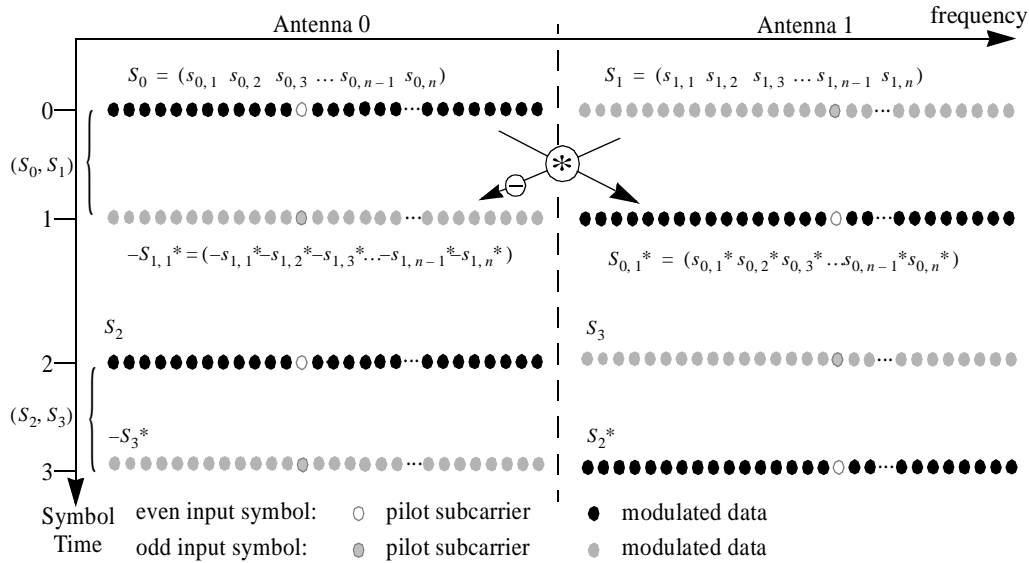 Antenna 0 Antenna 1 frequency
S0 = (s0,1 s0,2 s0,3 … s0,n−1 s0,n) S1 = (s1,1 s1,2 s1,3 … s1,n−1 s1,n)
0 ... ...
(S0, S1) * −
1 ... ...
−S1,1* = (−s1,1*−s1,2*−s1,3*…−s1,n−1*−s1,n*) S0,1* = (s0,1* s0,2* s0,3* …s0,n−1*s0,n*)
S2 S3
2 ... ...
(S2, S3)
−S3* S2*
3 ... ...
Symbol Time
even input symbol: pilot subcarrier modulated data
odd input symbol: pilot subcarrier modulated data